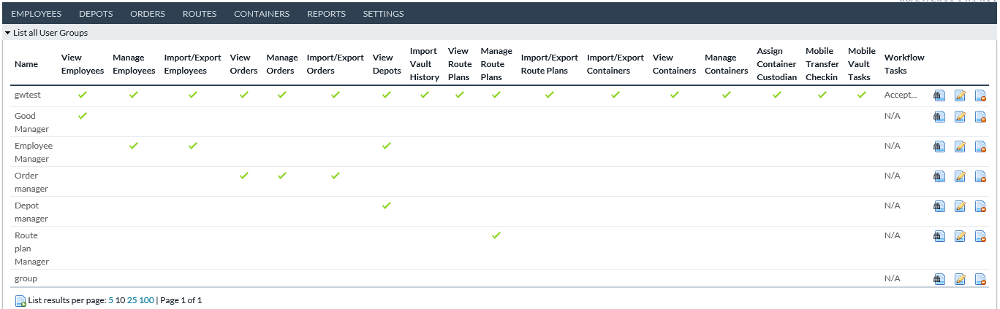 EMPLOYEES DEPOTS ORDERS ROUTES CONTAINERS REPORTS SETTINGS
List all User Groups
Name View Employees Manage Employees Import/Export Employees View Orders Manage Orders Import/Export Orders View Depots Import Vault History View Route Plans Manage Route Plans Import/Export Route Plans Import/Export Containers View Containers Manage Containers Assign Container Custodian Mobile Transfer Checkin Mobile Vault Tasks Workflow Tasks
gwtest Accept...
Good Manager N/A
Employee Manager N/A
Order manager N/A
Depot manager N/A
Route plan Manager N/A
group N/A
List results per page: 5 10 25 100 | Page 1 of 1